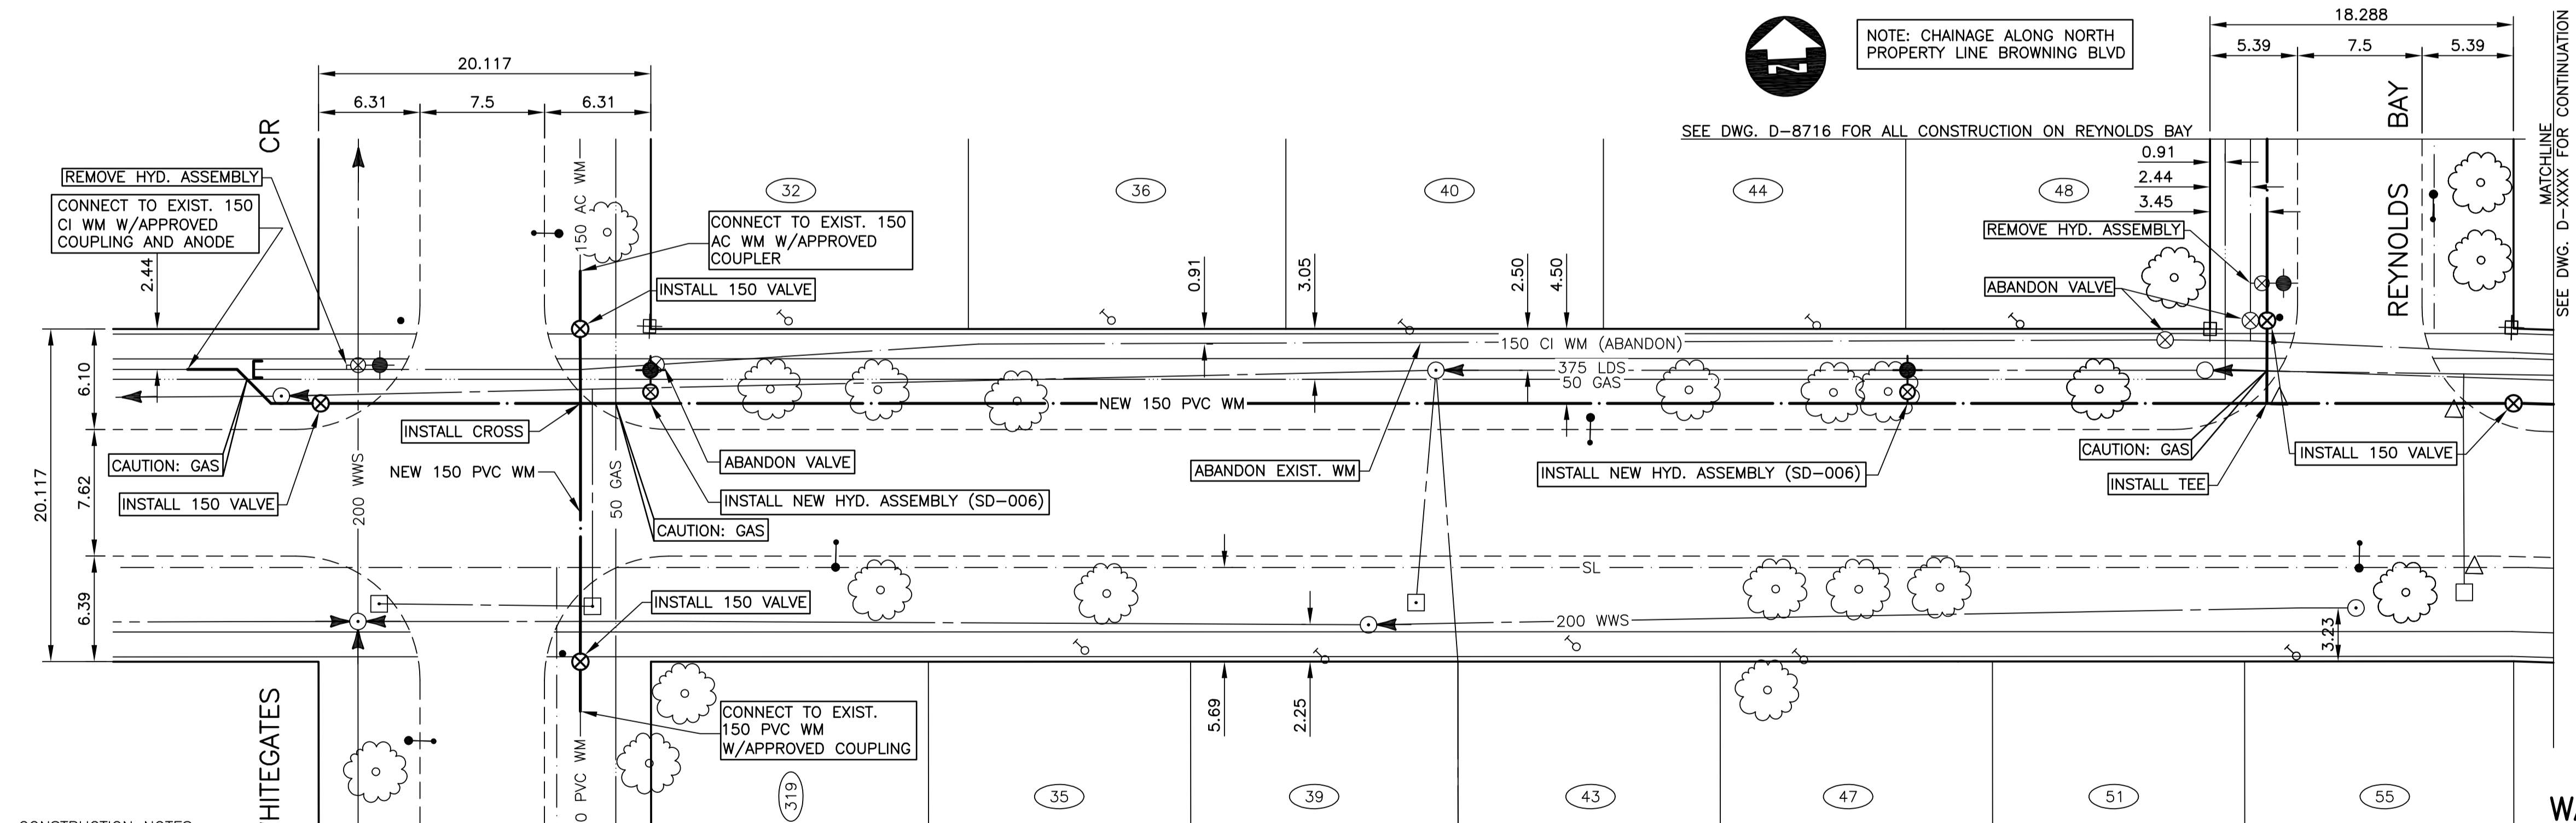 18.288
5.39
7.5
5.39
NOTE: CHAINAGE ALONG NORTH
PROPERTY LINE BROWNING BLVD
N
MATCHLINE
SEE DWG. D-XXXX FOR CONTINUATION
20.117
6.31
7.5
6.31
CR
BAY
SEE DWG. D-8716 FOR ALL CONSTRUCTION ON REYNOLDS BAY
0.91
2.44
3.45
REMOVE HYD. ASSEMBLY
CONNECT TO EXIST. 150
CI WM W/APPROVED
COUPLING AND ANODE
150 AC WM
32
36
40
44
48
REYNOLDS
CONNECT TO EXIST. 150
AC WM W/APPROVED
COUPLER
REMOVE HYD. ASSEMBLY
2.44
INSTALL 150 VALVE
0.91
3.05
2.50
4.50
ABANDON VALVE
150 CI WM (ABANDON)
375 LDS
50 GAS
NEW 150 PVC WM
6.10
INSTALL CROSS
CAUTION: GAS
NEW 150 PVC WM
ABANDON VALVE
ABANDON EXIST. WM
INSTALL NEW HYD. ASSEMBLY (SD-006)
CAUTION: GAS
INSTALL 150 VALVE
INSTALL TEE
INSTALL 150 VALVE
200 WWS
50 GAS
INSTALL NEW HYD. ASSEMBLY (SD-006)
CAUTION: GAS
20.117
7.62
6.39
SL
INSTALL 150 VALVE
200 WWS
3.23
5.69
2.25
HITEGATES
CONNECT TO EXIST.
150 PVC WM
W/APPROVED COUPLING
0 PVC WM
319
35
39
43
47
51
55
W
CONSTRUCTION NOTES